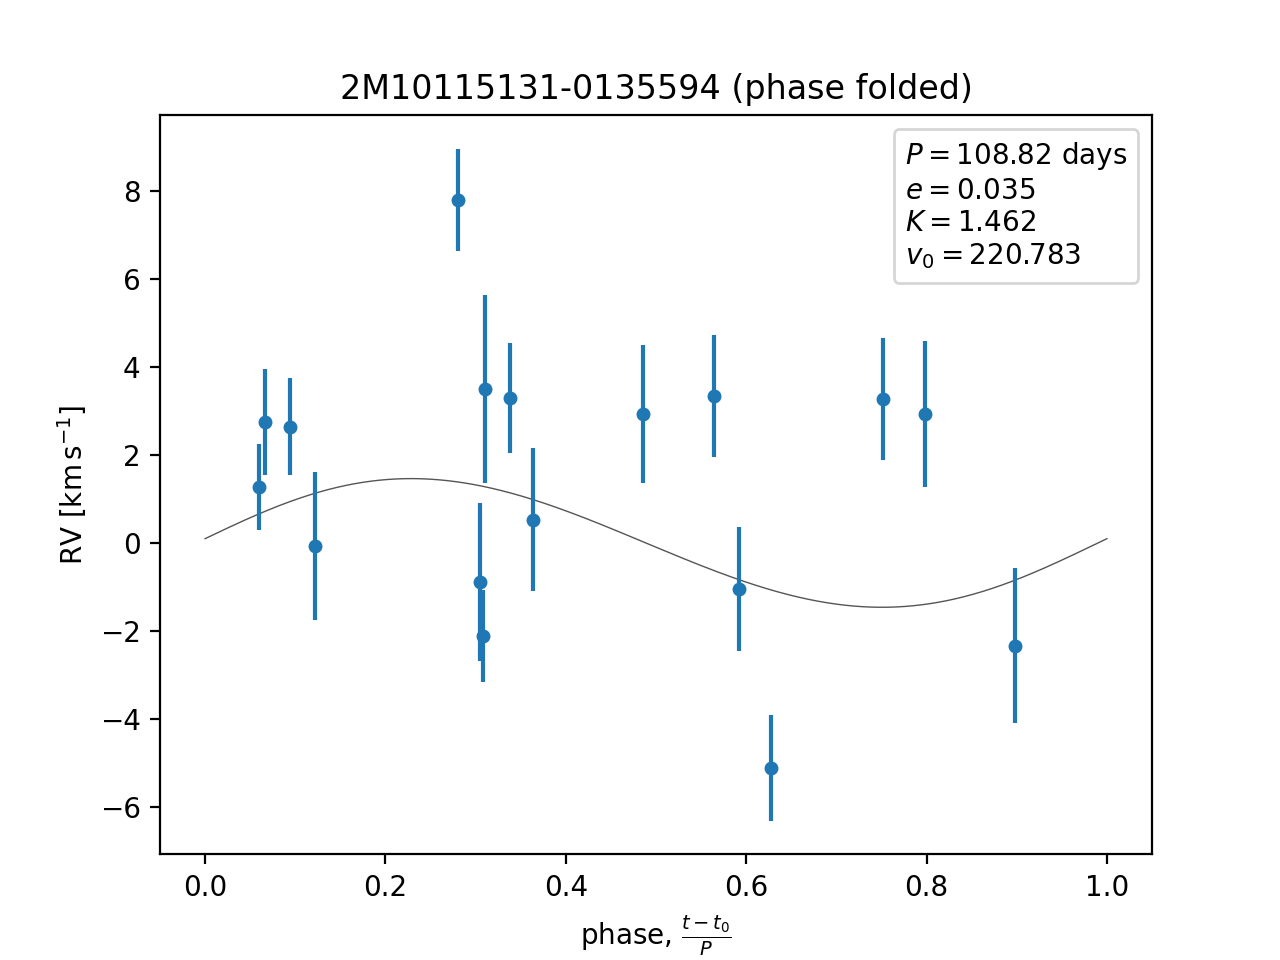 2M10115131-0135594 (phase folded)
P = 108.82 days
e = 0.035
K = 1.462
v₀ = 220.783
8
6
4
2
0
−2
−4
−6
RV [km s⁻¹]
0.0 0.2 0.4 0.6 0.8 1.0
phase, (t − t₀)/P